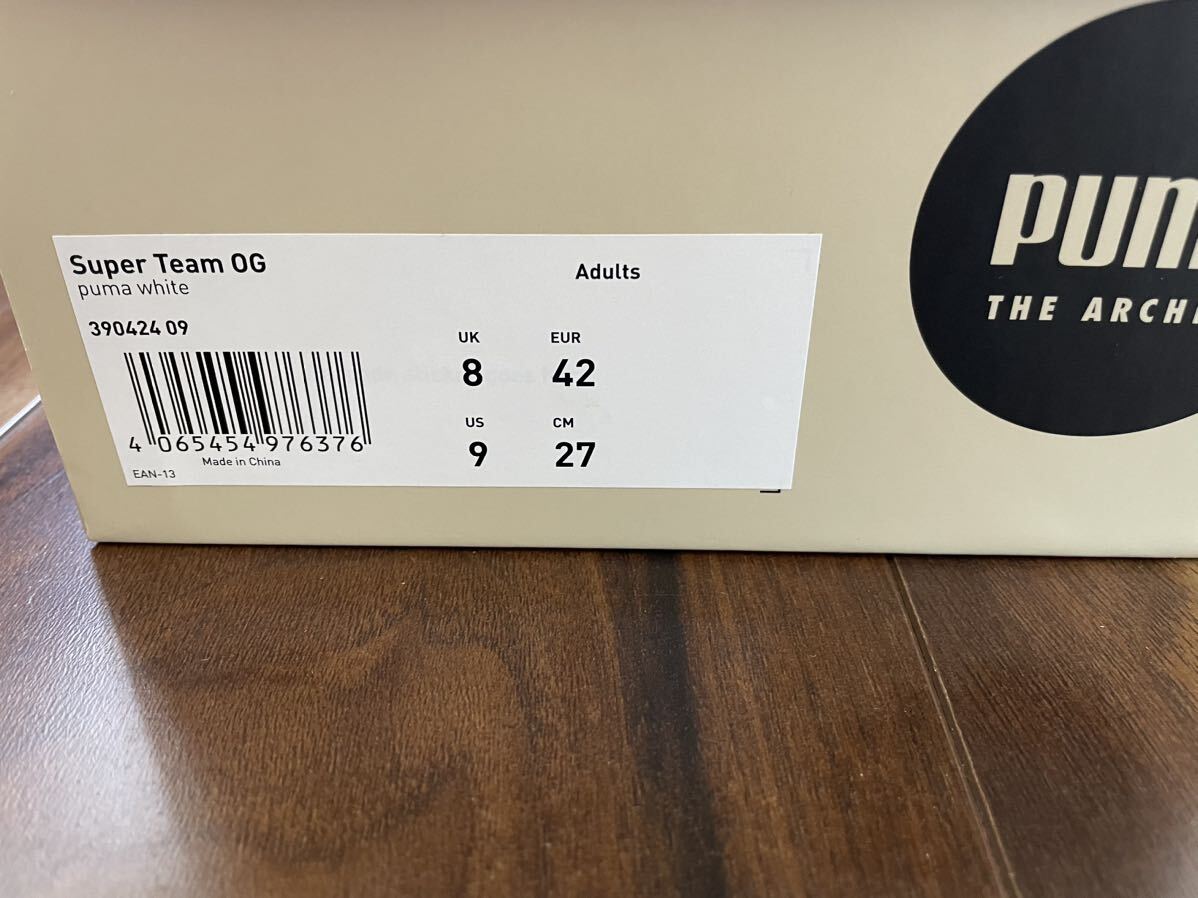 Super Team OG
puma white
Adults
390424 09
UK EUR
8 42
US CM
9 27
4 065454 976376
Made in China
EAN-13
PUM
THE ARCHI